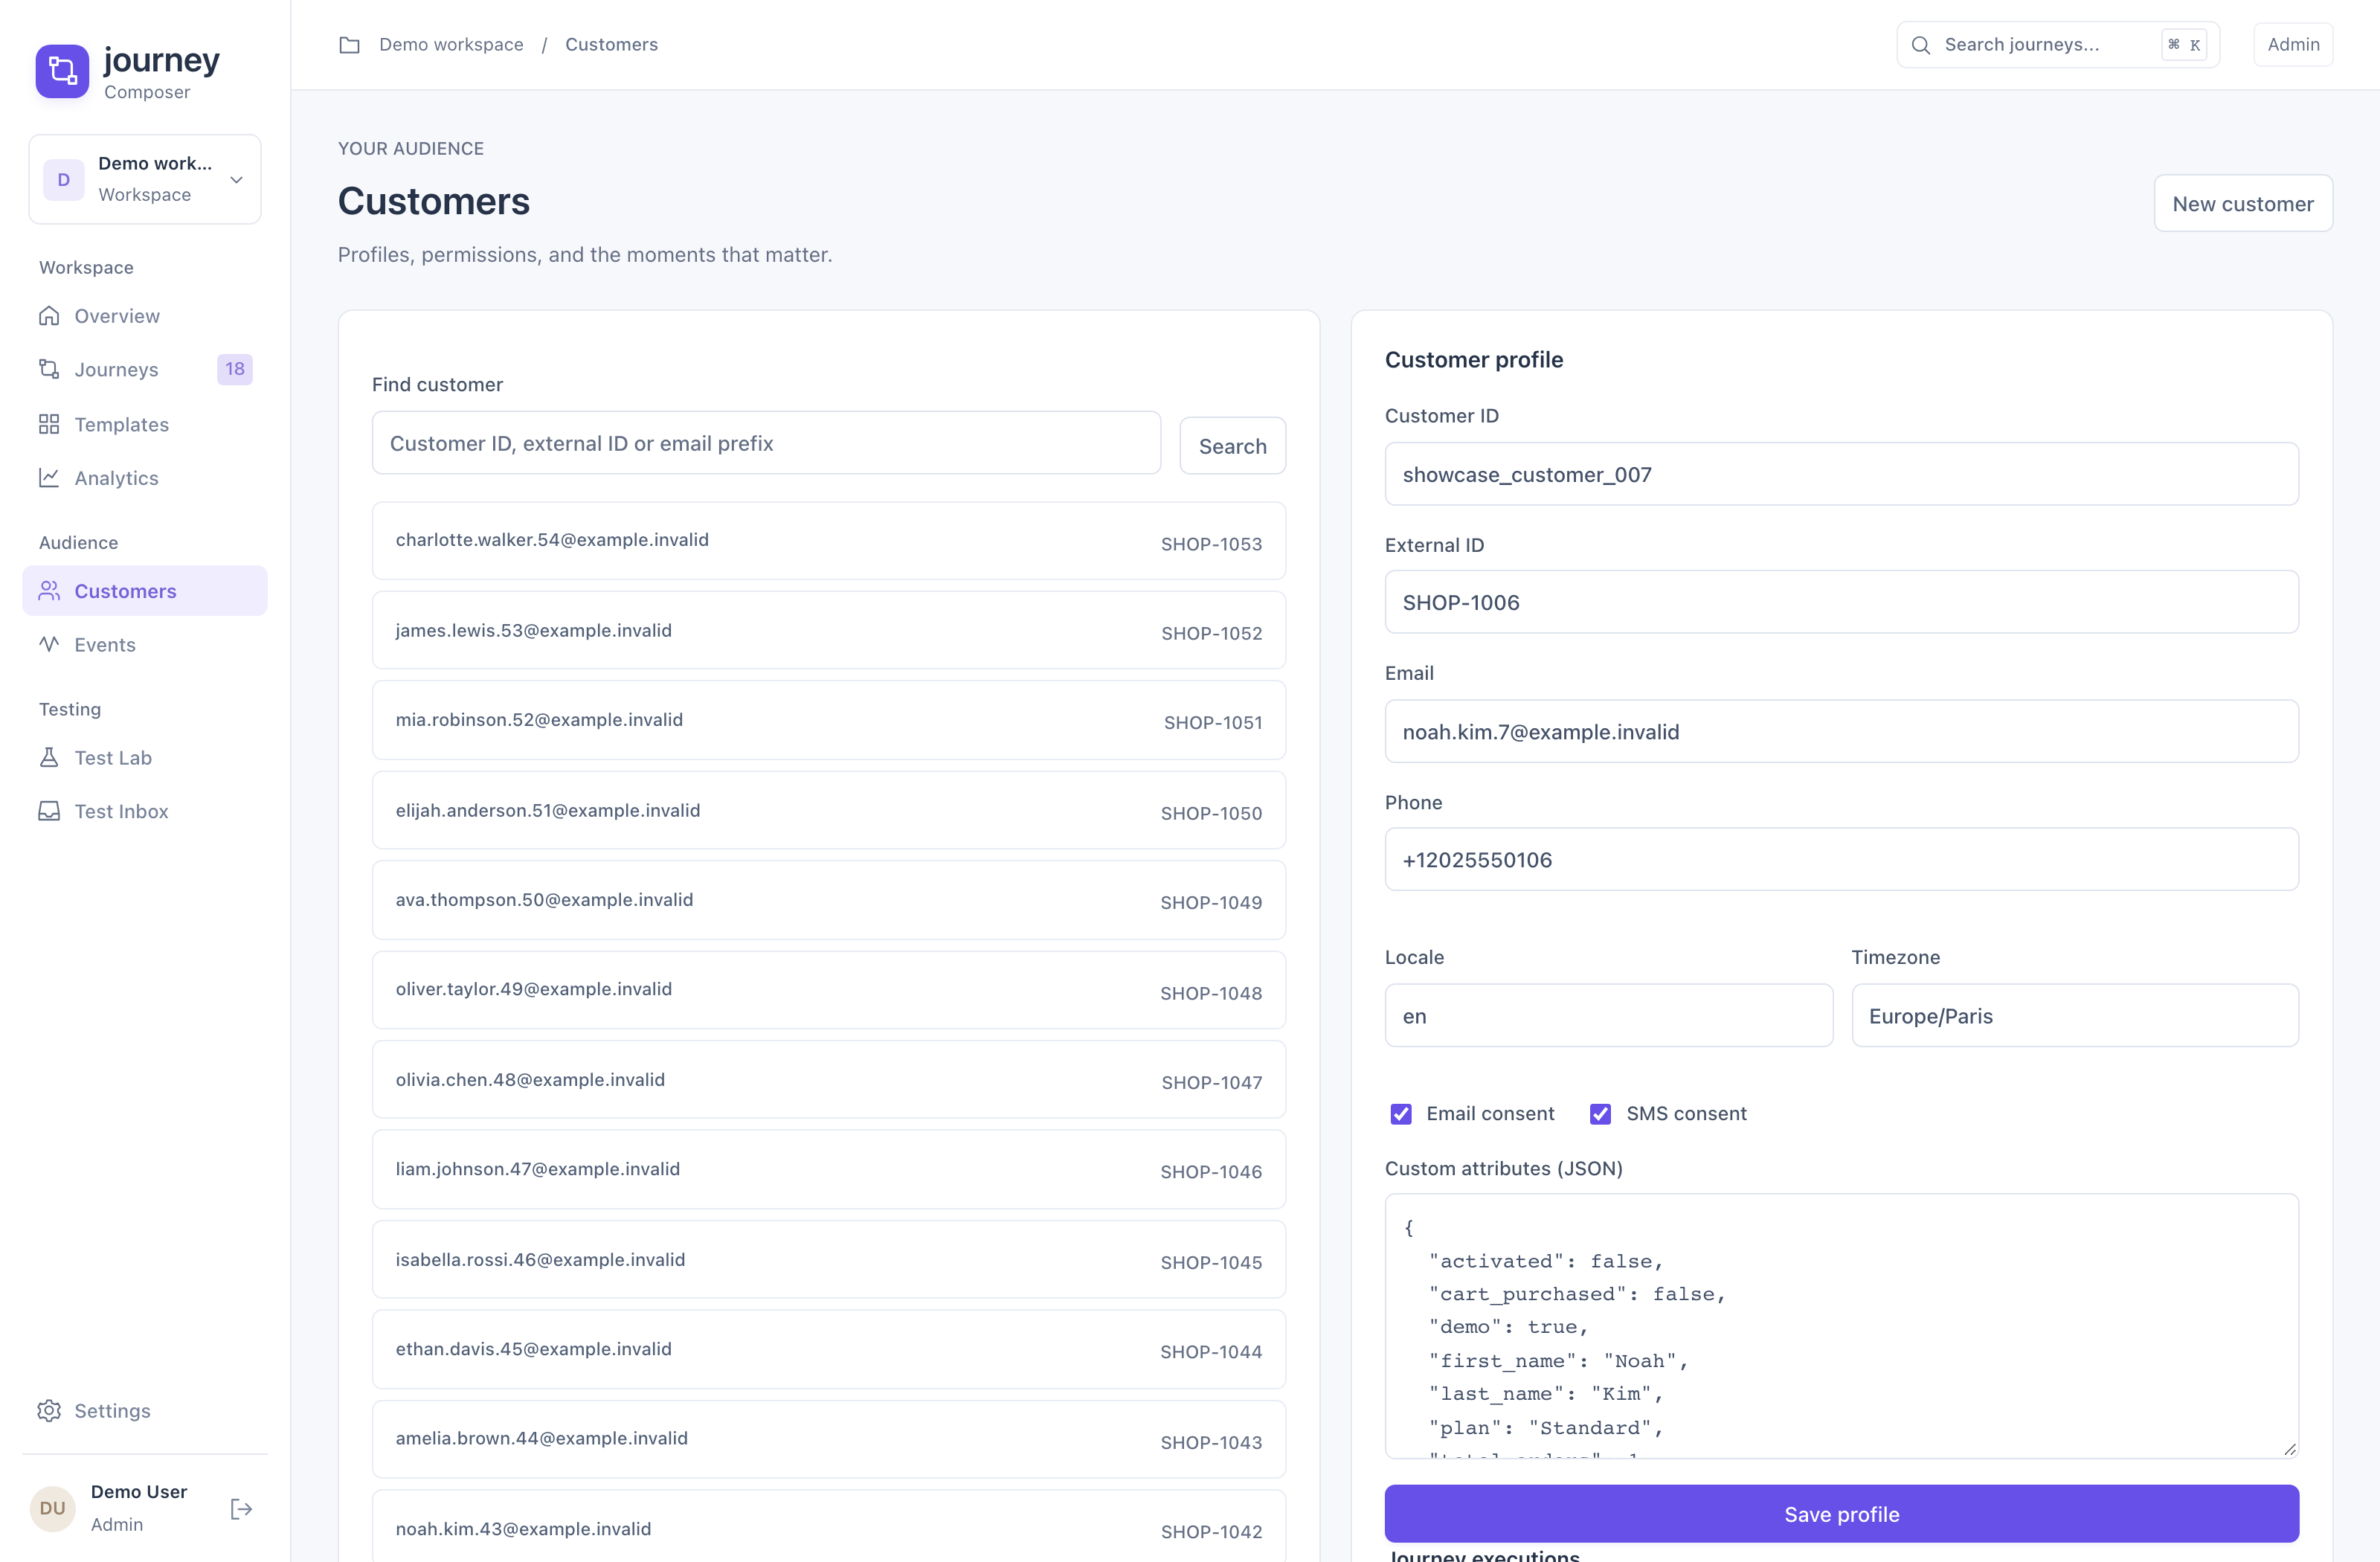 journey
Composer
D
Demo work...
Workspace
Workspace
Overview
Journeys
18
Templates
Analytics
Audience
Customers
Events
Testing
Test Lab
Test Inbox
Settings
DU
Demo User
Admin
Demo workspace / Customers
Search journeys...
⌘ K
Admin
YOUR AUDIENCE
Customers
Profiles, permissions, and the moments that matter.
New customer
Find customer
Customer ID, external ID or email prefix
Search
charlotte.walker.54@example.invalid SHOP-1053
james.lewis.53@example.invalid SHOP-1052
mia.robinson.52@example.invalid SHOP-1051
elijah.anderson.51@example.invalid SHOP-1050
ava.thompson.50@example.invalid SHOP-1049
oliver.taylor.49@example.invalid SHOP-1048
olivia.chen.48@example.invalid SHOP-1047
liam.johnson.47@example.invalid SHOP-1046
isabella.rossi.46@example.invalid SHOP-1045
ethan.davis.45@example.invalid SHOP-1044
amelia.brown.44@example.invalid SHOP-1043
noah.kim.43@example.invalid SHOP-1042
Customer profile
Customer ID
showcase_customer_007
External ID
SHOP-1006
Email
noah.kim.7@example.invalid
Phone
+12025550106
Locale
en
Timezone
Europe/Paris
Email consent
SMS consent
Custom attributes (JSON)
{
"activated": false,
"cart_purchased": false,
"demo": true,
"first_name": "Noah",
"last_name": "Kim",
"plan": "Standard",
Save profile
Journey executions